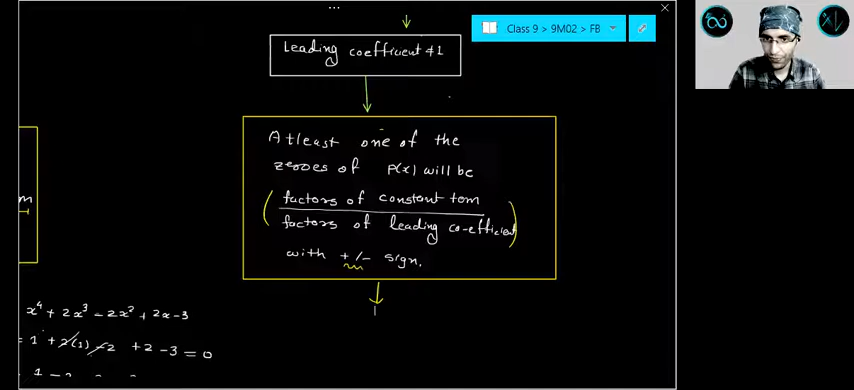 Leading coefficient ≠1
Class 9 > 9M02 > FB
Atleast one of the
zeroes of p(x) will be
(factors of constant tom
factors of leading co-efficient)
with +/- sign.
m
x⁴ + 2x³ - 2x² + 2x-3
= 1 + 2(1) - 2 + 2 - 3 = 0